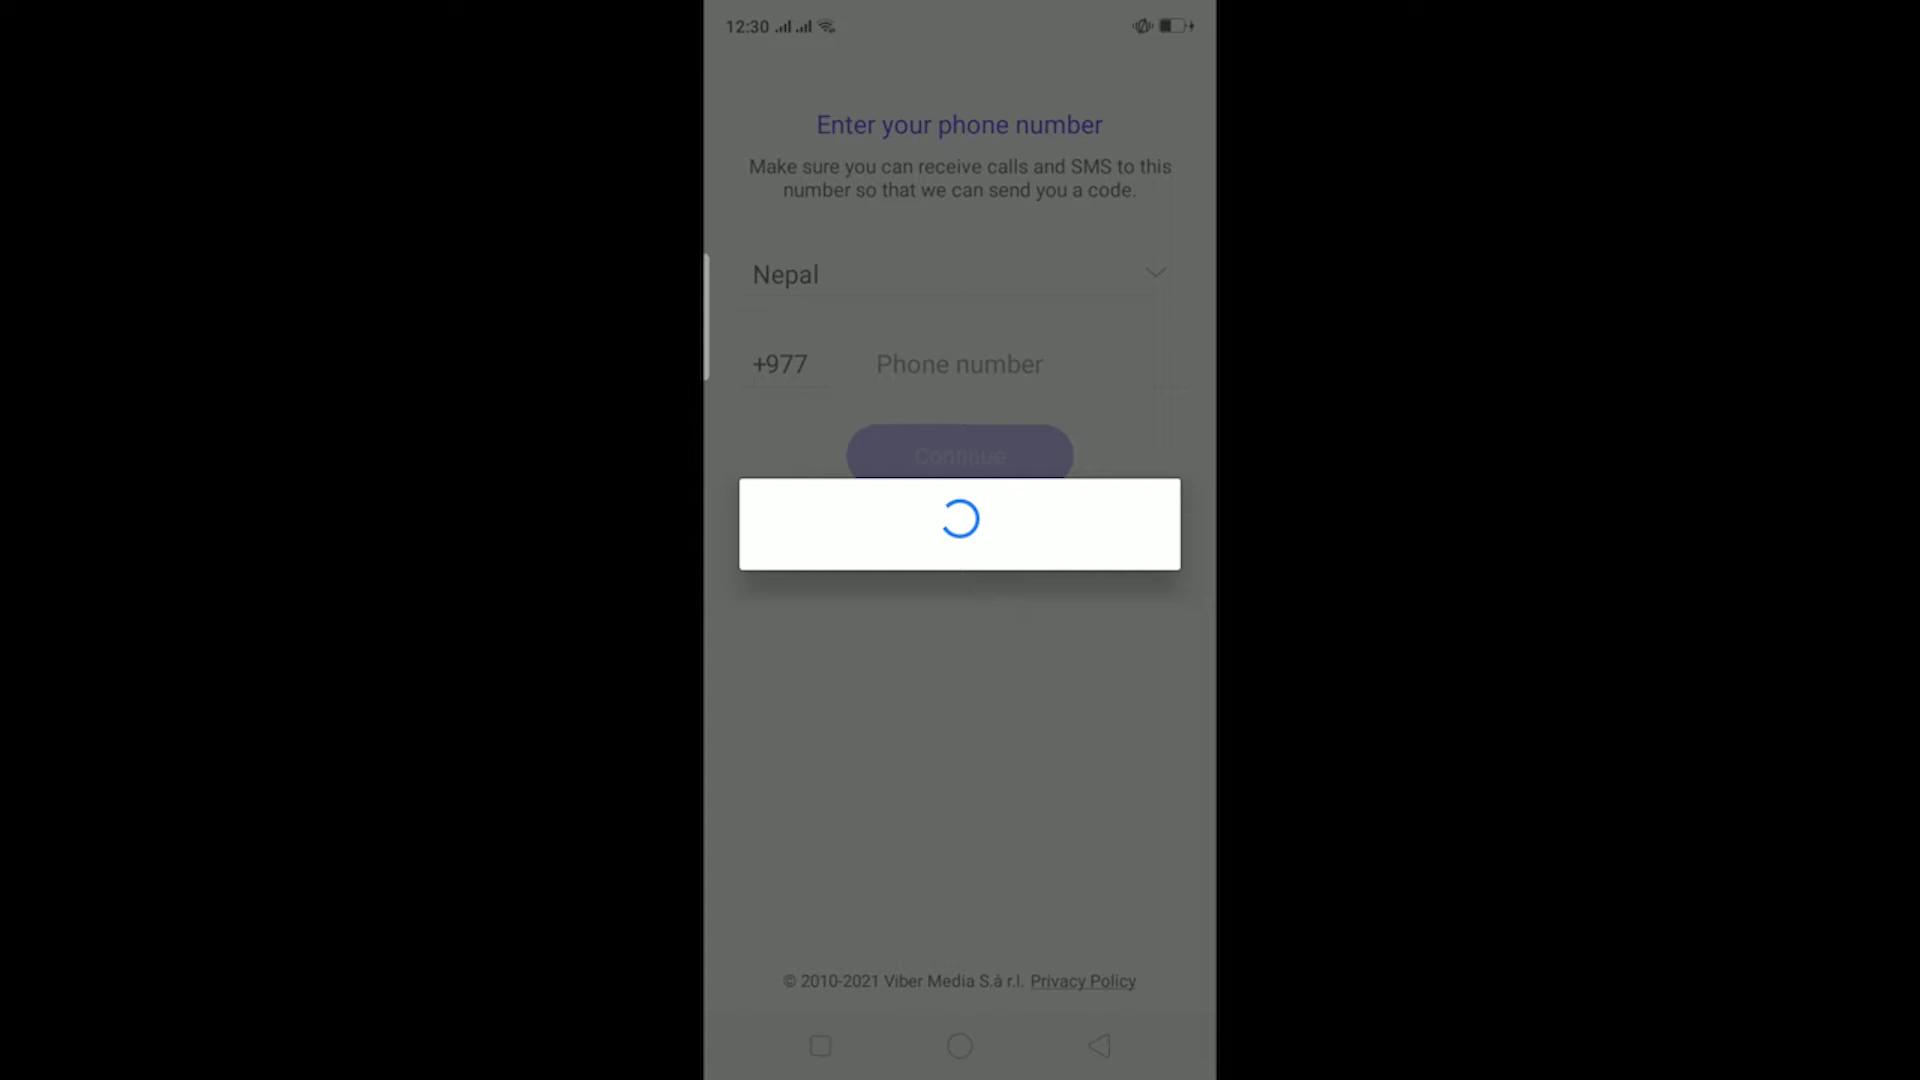 12:30
Enter your phone number
Make sure you can receive calls and SMS to this
number so that we can send you a code.
Nepal
+977 Phone number
Continue
© 2010-2021 Viber Media S.à r.l. Privacy Policy